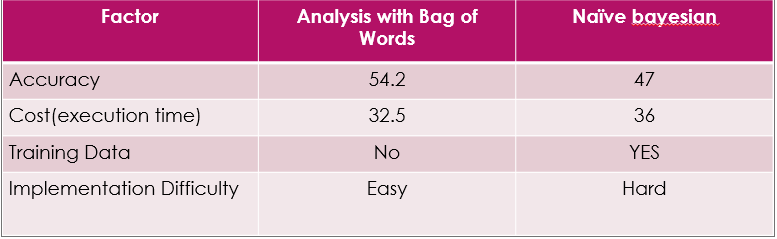 Factor Analysis with Bag of Words Naïve bayesian
Accuracy 54.2 47
Cost(execution time) 32.5 36
Training Data No YES
Implementation Difficulty Easy Hard